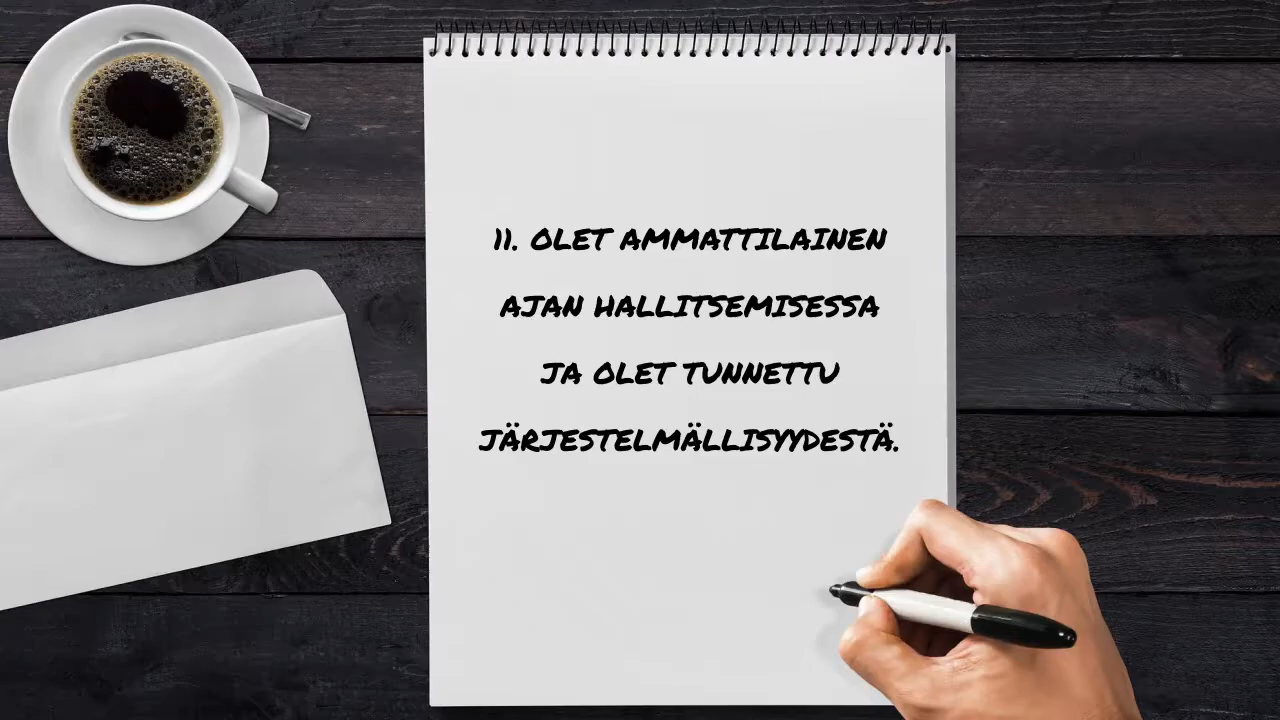 11. OLET AMMATTILAINEN
AJAN HALLITSEMISESSA
JA OLET TUNNETTU
JÄRJESTELMÄLLISYYDESTÄ.